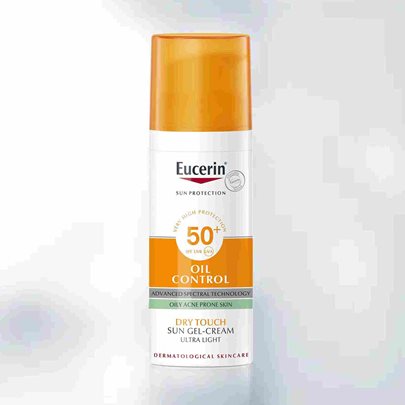 Eucerin®
SUN PROTECTION
VERY HIGH PROTECTION
50+
OIL
CONTROL
ADVANCED SPECTRAL TECHNOLOGY
OILY ACNE PRONE SKIN
DRY TOUCH
SUN GEL-CREAM
ULTRA LIGHT
DERMATOLOGICAL SKINCARE